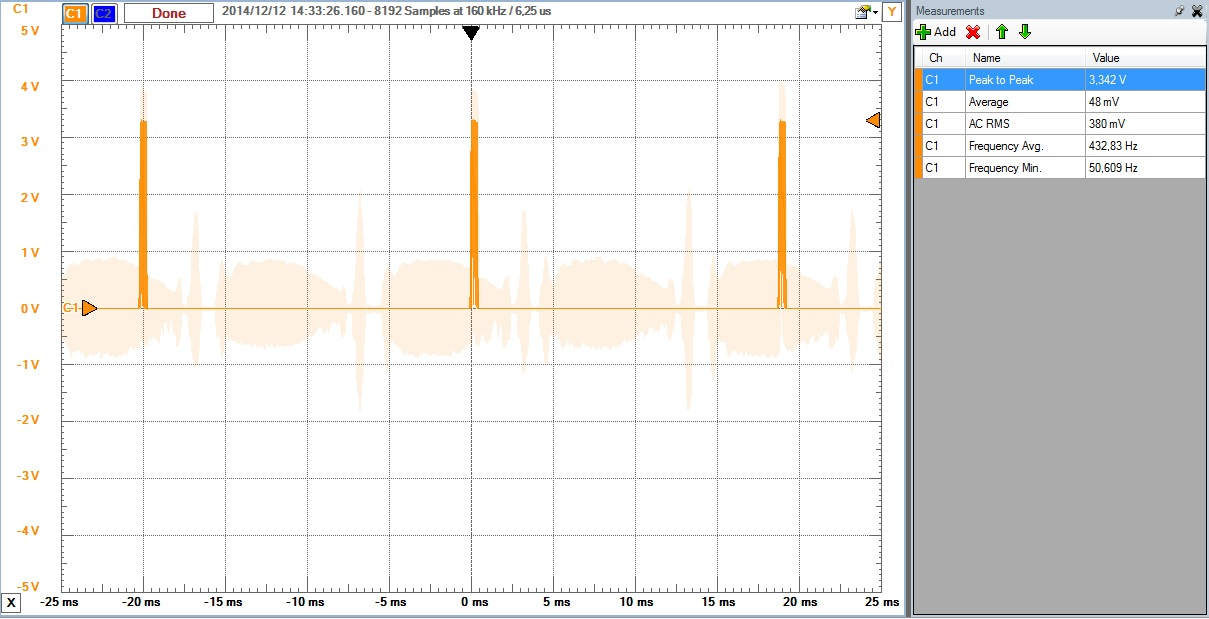 C1
C1 C2 Done 2014/12/12 14:33:26.160 - 8192 Samples at 160 kHz / 6,25 us Y
5 V
4 V
3 V
2 V
1 V
0 V
-1 V
-2 V
-3 V
-4 V
-5 V
C1
X -25 ms -20 ms -15 ms -10 ms -5 ms 0 ms 5 ms 10 ms 15 ms 20 ms 25 ms
Measurements
Add
Ch Name Value
C1 Peak to Peak 3,342 V
C1 Average 48 mV
C1 AC RMS 380 mV
C1 Frequency Avg. 432,83 Hz
C1 Frequency Min. 50,609 Hz